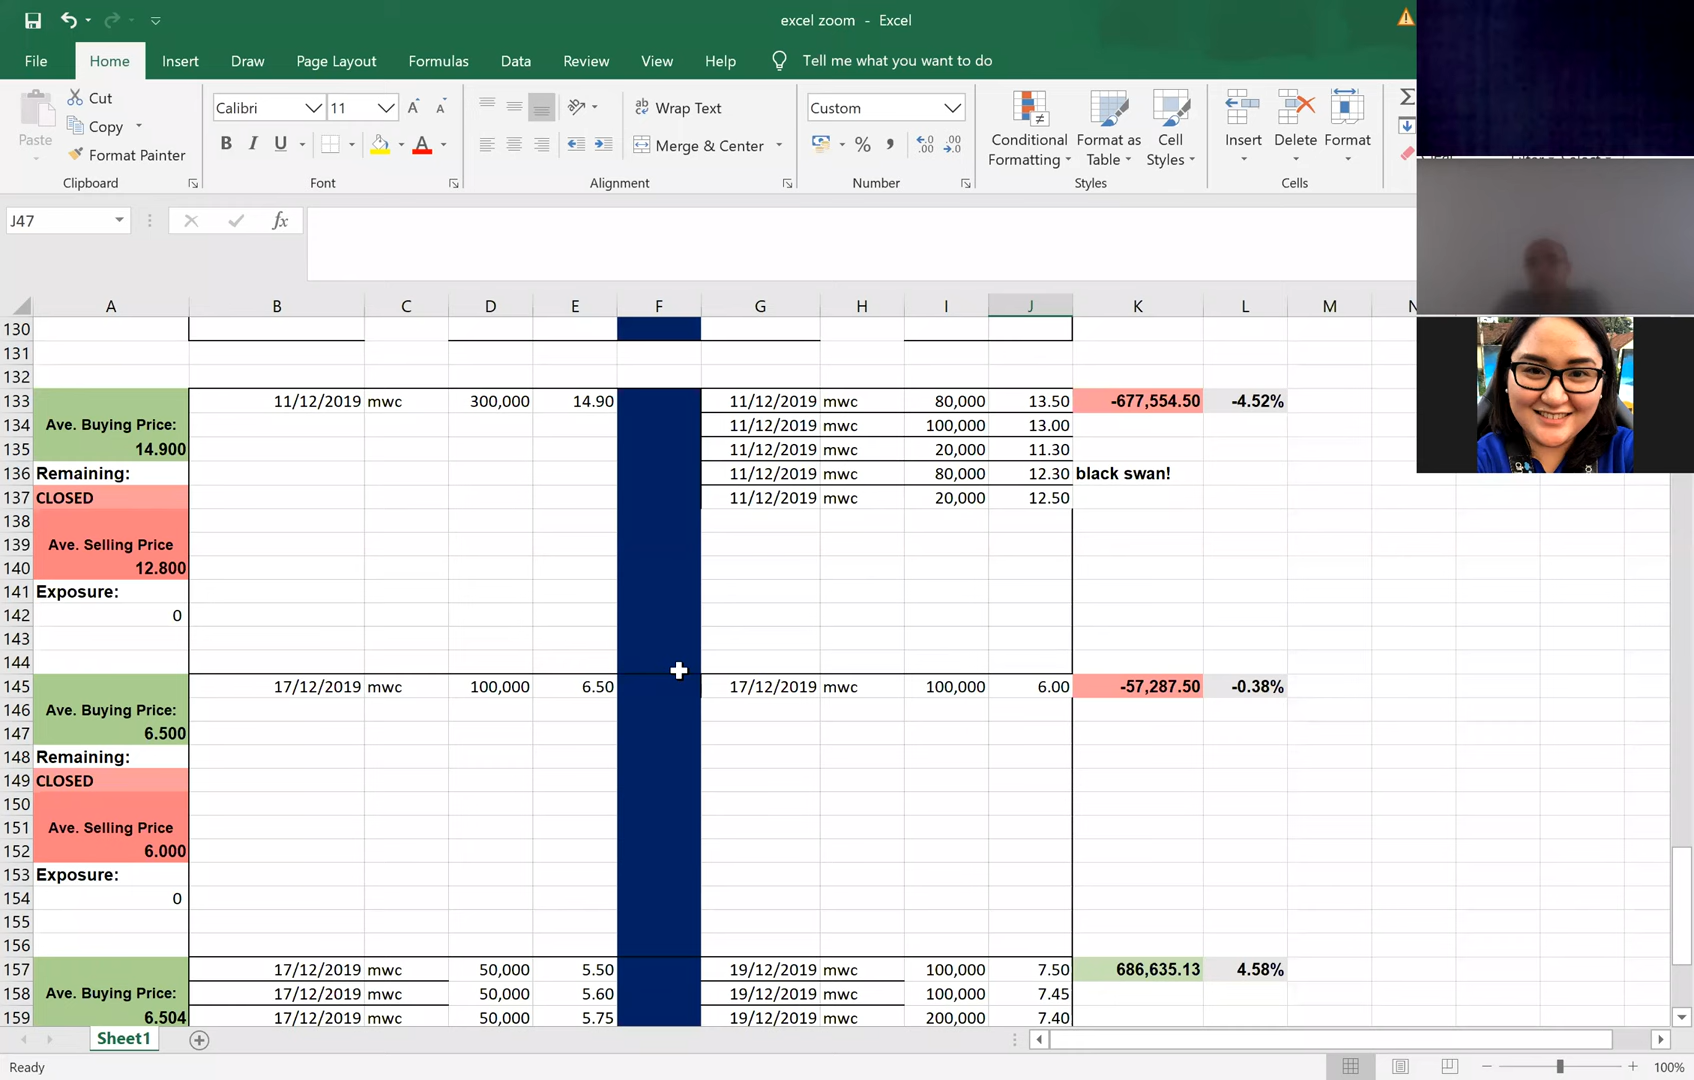 excel zoom - Excel
File Home Insert Draw Page Layout Formulas Data Review View Help Tell me what you want to do
Paste
Cut
Copy
Format Painter
Clipboard
Calibri 11
B I U
Font
Wrap Text
Merge & Center
Alignment
Custom
% ,
Number
Conditional Formatting
Format as Table
Cell Styles
Styles
Insert Delete Format
Cells
J47 fx
A B C D E F G H I J K L M
130
131
132
133 11/12/2019 mwc 300,000 14.90 11/12/2019 mwc 80,000 13.50 -677,554.50 -4.52%
134 Ave. Buying Price: 11/12/2019 mwc 100,000 13.00
135 14.900 11/12/2019 mwc 20,000 11.30
136 Remaining: 11/12/2019 mwc 80,000 12.30 black swan!
137 CLOSED 11/12/2019 mwc 20,000 12.50
138
139 Ave. Selling Price
140 12.800
141 Exposure:
142 0
143
144
145 17/12/2019 mwc 100,000 6.50 17/12/2019 mwc 100,000 6.00 -57,287.50 -0.38%
146 Ave. Buying Price:
147 6.500
148 Remaining:
149 CLOSED
150
151 Ave. Selling Price
152 6.000
153 Exposure:
154 0
155
156
157 17/12/2019 mwc 50,000 5.50 19/12/2019 mwc 100,000 7.50 686,635.13 4.58%
158 Ave. Buying Price: 17/12/2019 mwc 50,000 5.60 19/12/2019 mwc 100,000 7.45
159 6.504 17/12/2019 mwc 50,000 5.75 19/12/2019 mwc 200,000 7.40
Sheet1
Ready 100%